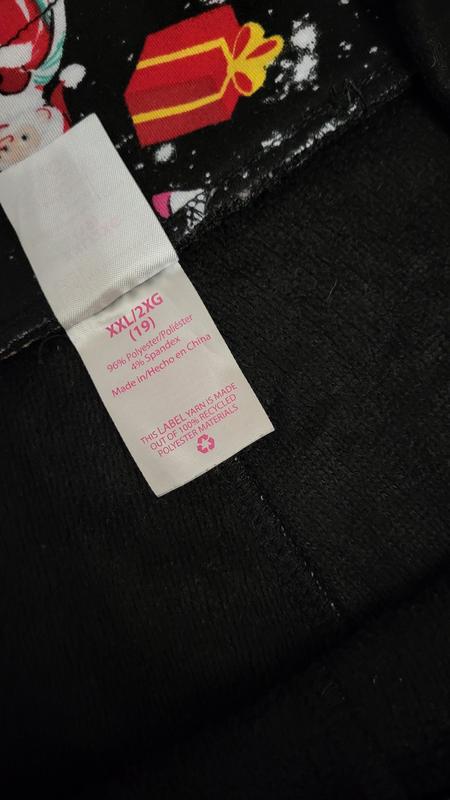 XXL/2XG
(19)
96% Polyester/Poliéster
4% Spandex
Made in/Hecho en China
THIS LABEL YARN IS MADE
OUT OF 100% RECYCLED
POLYESTER MATERIALS